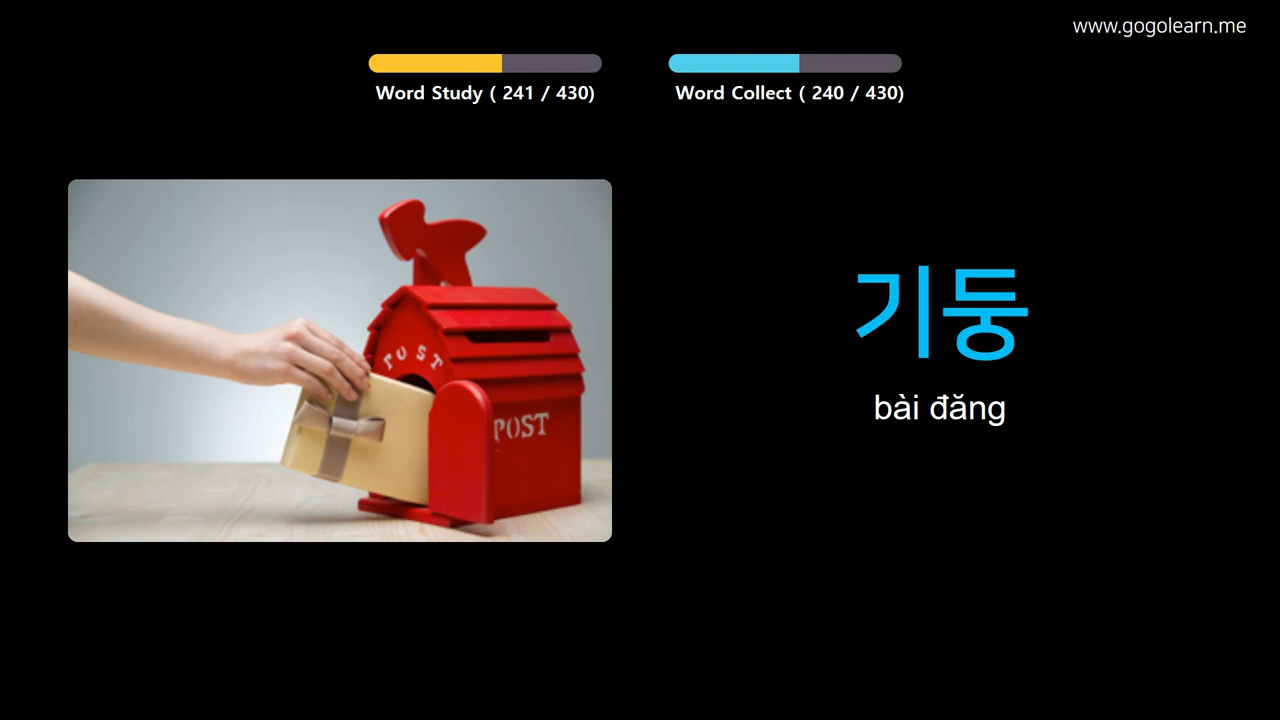 www.gogolearn.me
Word Study ( 241 / 430)
Word Collect ( 240 / 430)
POST
POST
기둥
bài đăng